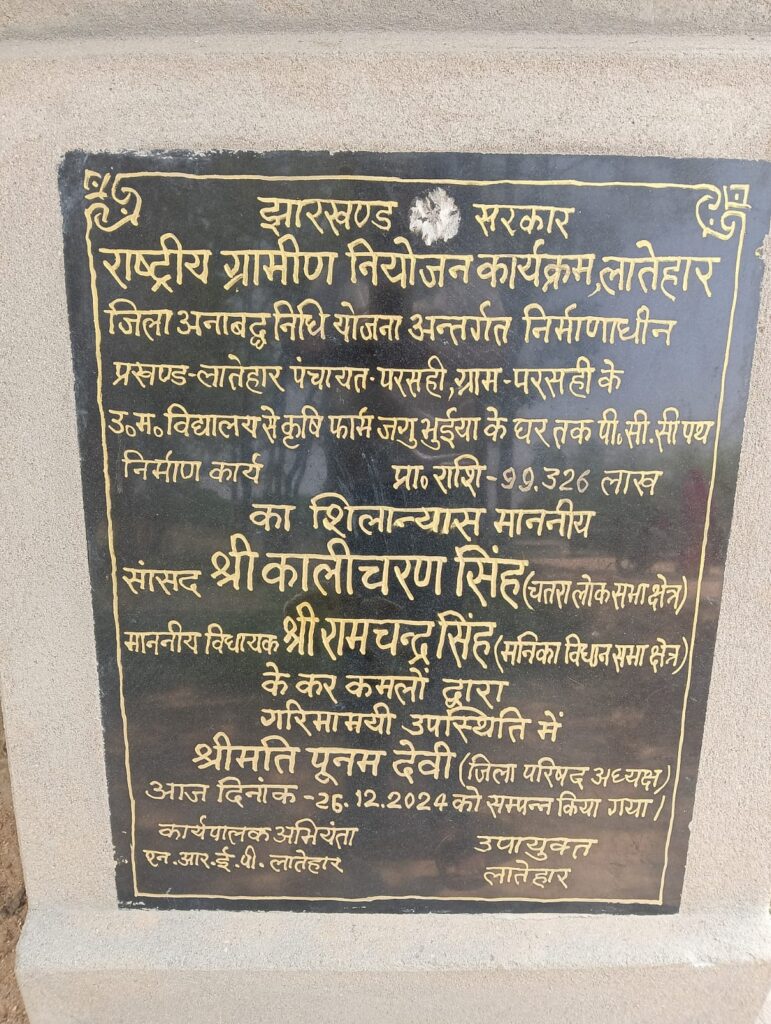 झारखण्ड सरकार
राष्ट्रीय ग्रामीण नियोजन कार्यक्रम, लातेहार
जिला अनाबद्ध निधि योजना अन्तर्गत निर्माणाधीन
प्रखण्ड-लातेहार पंचायत-परसही, ग्राम-परसही के
उ॰म॰ विद्यालय से कृषि फार्म जगु भुईया के घर तक पी.सी.सी पथ
निर्माण कार्य प्रा॰ राशि-99.326 लाख
का शिलान्यास माननीय
सांसद श्री कालीचरण सिंह (चतरा लोक सभा क्षेत्र)
माननीय विधायक श्री रामचन्द्र सिंह (मनिका विधान सभा क्षेत्र)
के कर कमलों द्वारा
गरिमामयी उपस्थिति में
श्रीमति पूनम देवी (जिला परिषद अध्यक्ष)
आज दिनांक -26.12.2024 को सम्पन्न किया गया।
कार्यपालक अभियंता
एन.आर.ई.पी. लातेहार
उपायुक्त
लातेहार